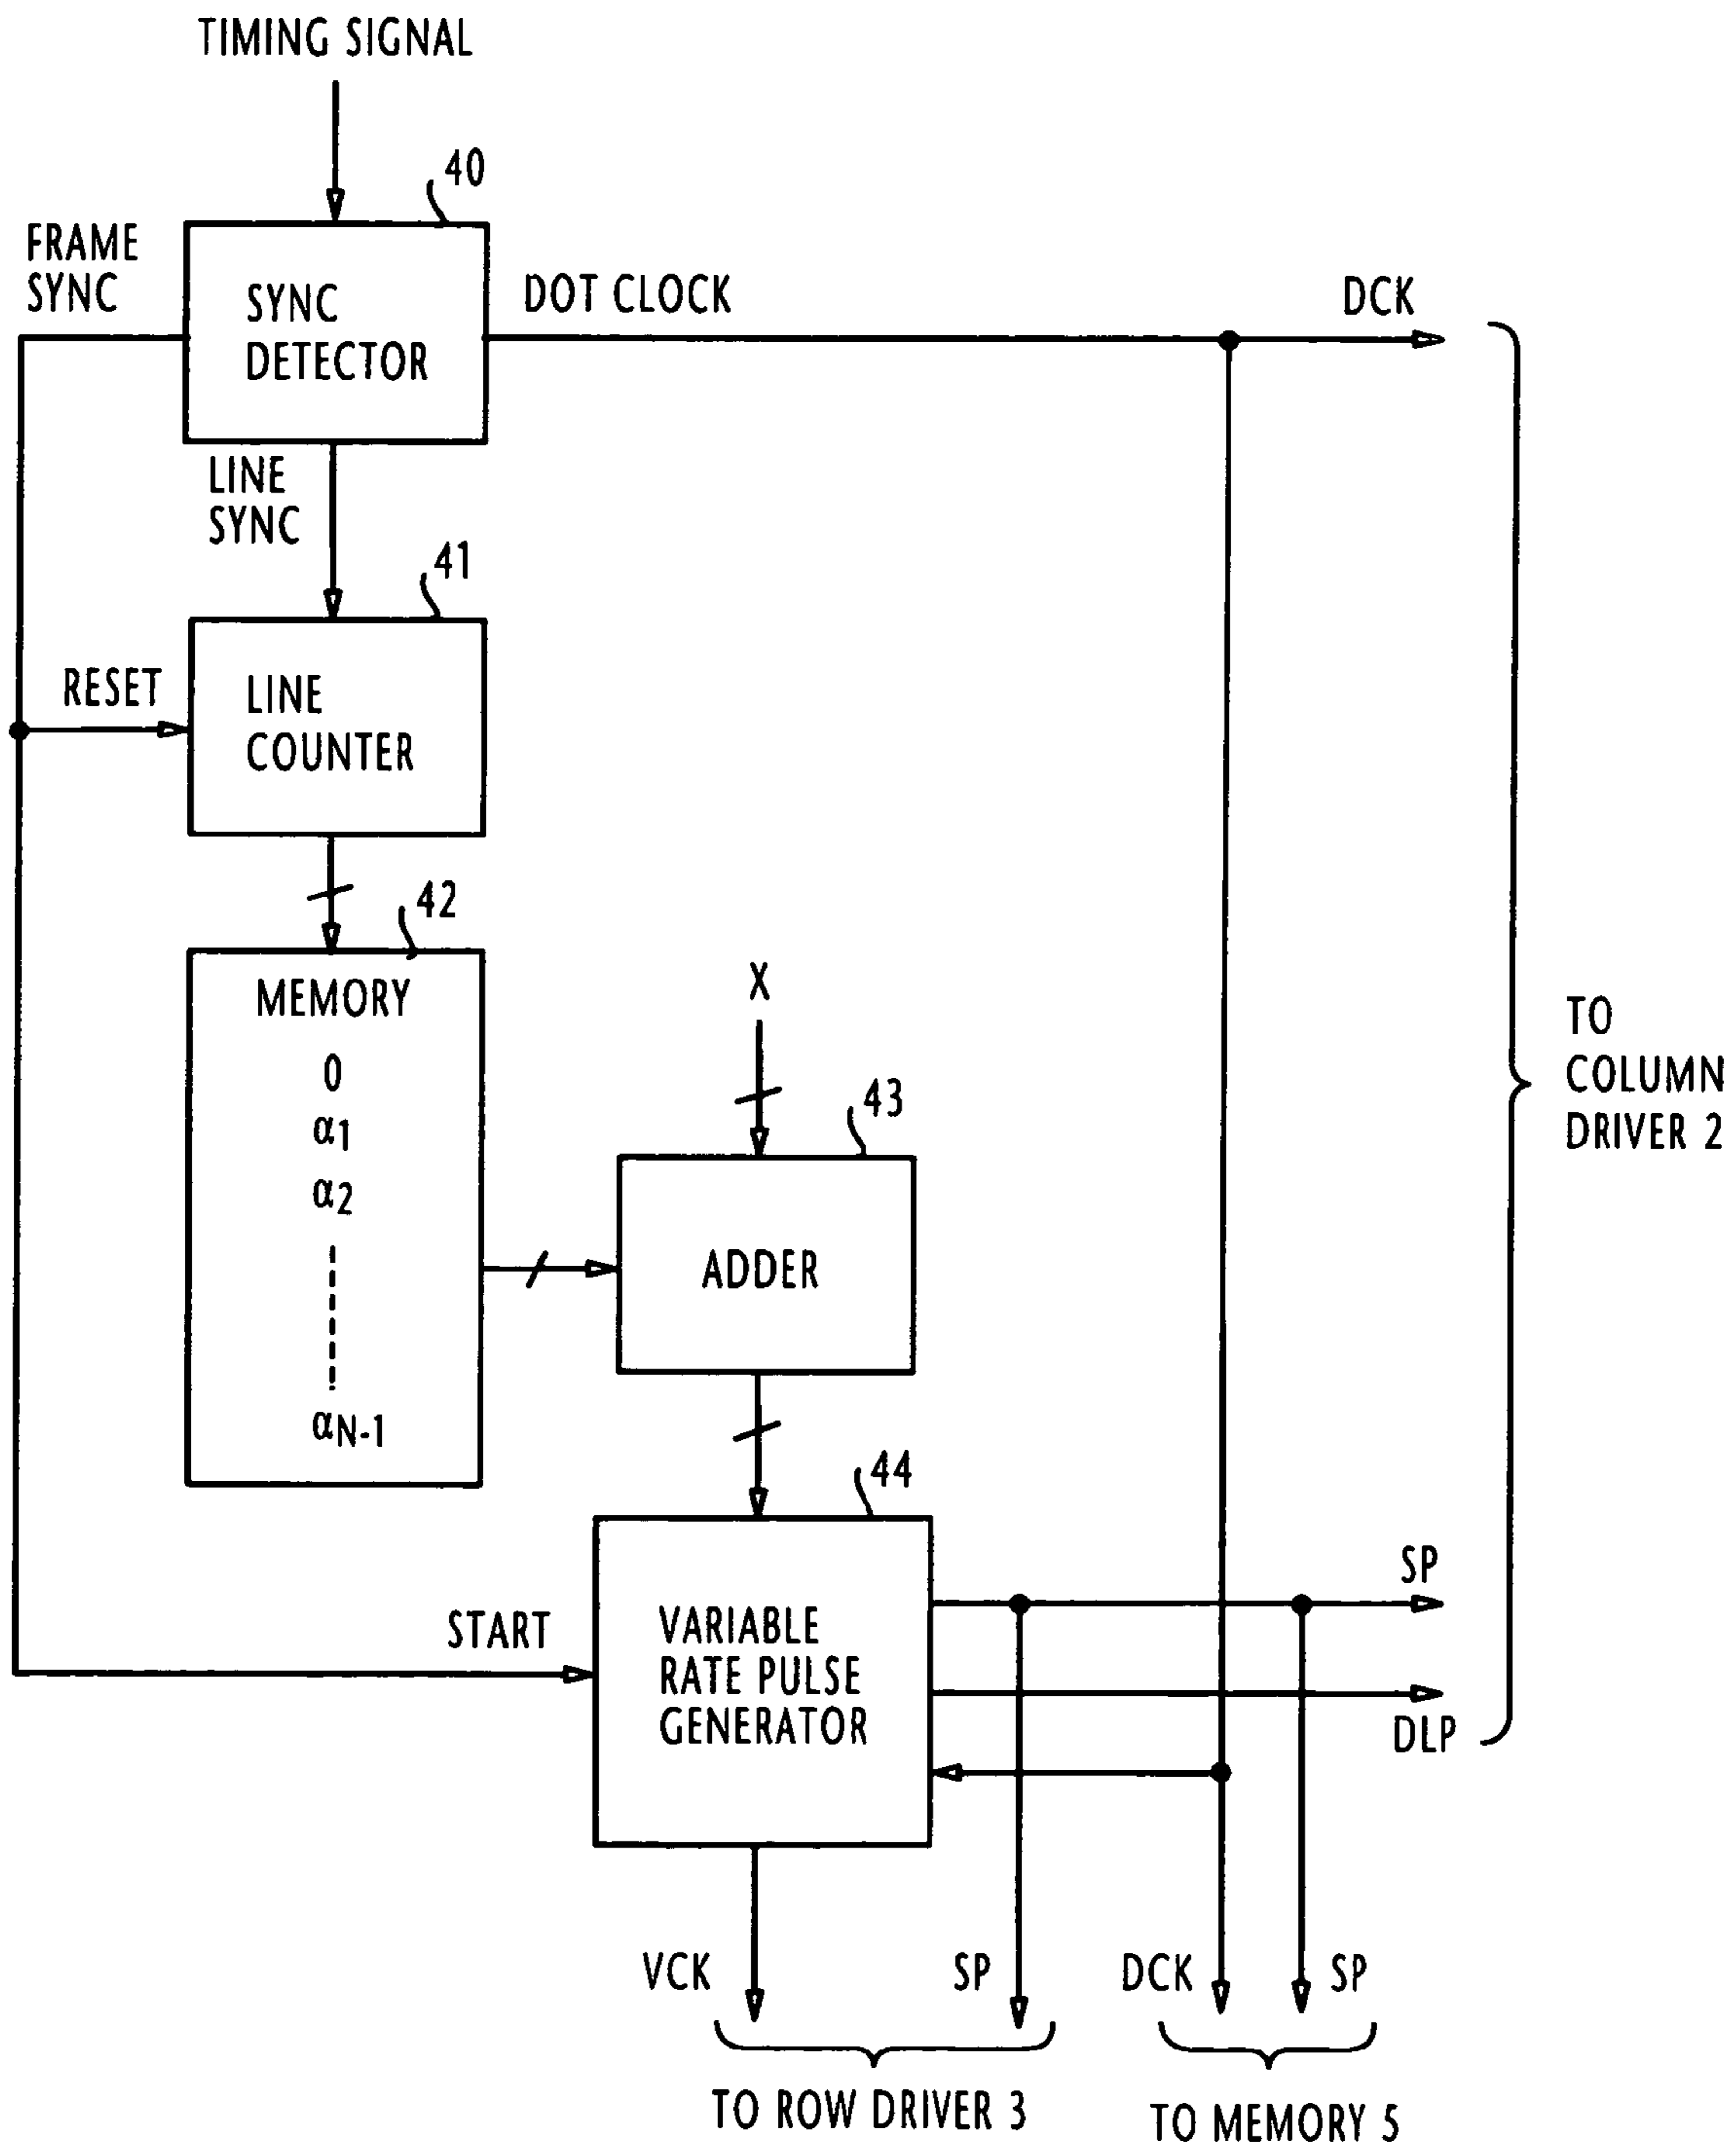 TIMING SIGNAL
40
FRAME
SYNC
SYNC
DETECTOR
DOT CLOCK
DCK
LINE
SYNC
41
RESET
LINE
COUNTER
42
MEMORY
0
α1
α2
αN-1
X
43
ADDER
TO
COLUMN
DRIVER 2
44
START
VARIABLE
RATE PULSE
GENERATOR
SP
DLP
VCK
SP
DCK
SP
TO ROW DRIVER 3
TO MEMORY 5